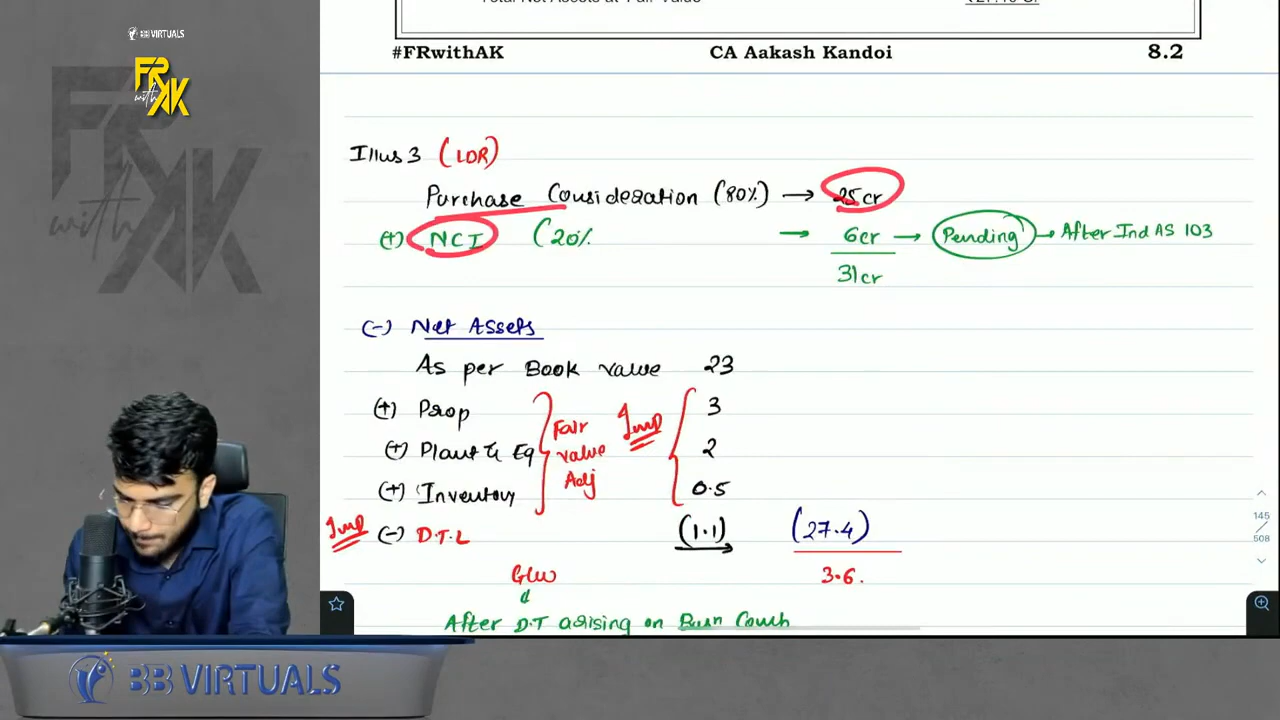 BB VIRTUALS
FR with AK
#FRwithAK CA Aakash Kandoi 8.2
Illus 3 (LDR)
Purchase Consideration (80%) → 25cr
(+) NCI (20% → 6cr → Pending → After Ind AS 103
31cr
(-) Net Assets
As per Book value 23
(+) Prop 3
(+) Plant & Eq 2
(+) Inventory 0.5
Fair value Adj Imp
Imp (-) D.T.L (1.1) (27.4)
3.6.
G/w
After D.T arising on Busn Comb
145
508
BB VIRTUALS